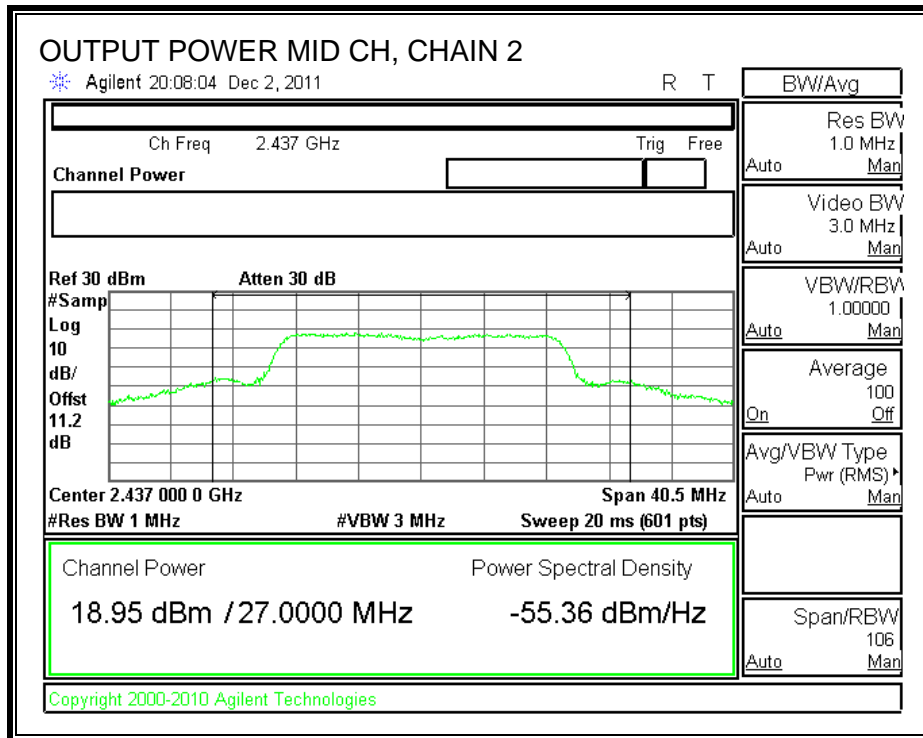 OUTPUT POWER MID CH, CHAIN 2
Agilent 20:08:04 Dec 2, 2011 R T
Ch Freq 2.437 GHz Trig Free
Channel Power
Ref 30 dBm Atten 30 dB
#Samp
Log
10
dB/
Offst
11.2
dB
Center 2.437 000 0 GHz Span 40.5 MHz
#Res BW 1 MHz #VBW 3 MHz Sweep 20 ms (601 pts)
Channel Power Power Spectral Density
18.95 dBm / 27.0000 MHz -55.36 dBm/Hz
Copyright 2000-2010 Agilent Technologies
BW/Avg
Res BW
1.0 MHz
Auto Man
Video BW
3.0 MHz
Auto Man
VBW/RBW
1.00000
Auto Man
Average
100
On Off
Avg/VBW Type
Pwr (RMS)
Auto Man
Span/RBW
106
Auto Man